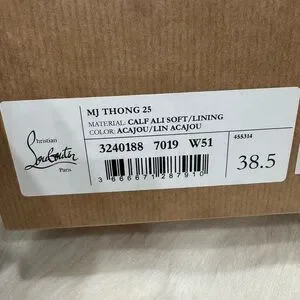 MJ THONG 25
MATERIAL: CALF ALI SOFT/LINING
COLOR: ACAJOU/LIN ACAJOU
Christian
Louboutin
Paris
3240188 7019 W51
455314
38.5
3666671287910